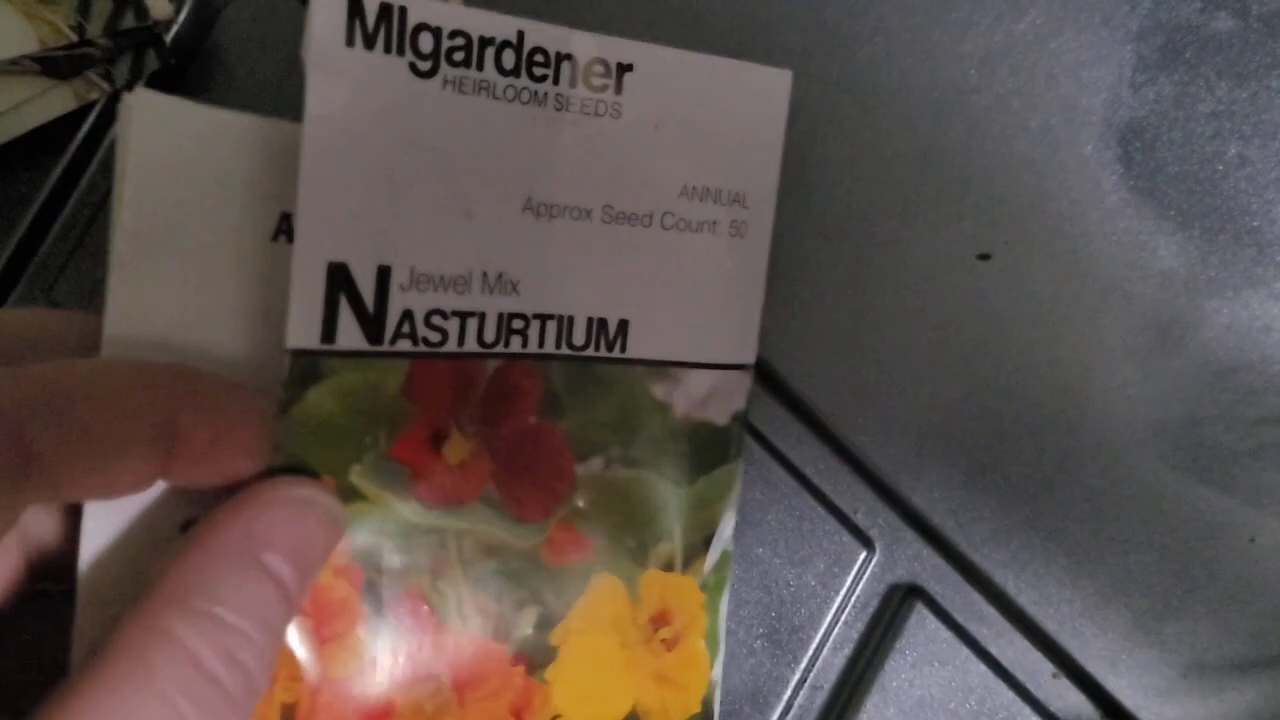 MIgardener
HEIRLOOM SEEDS
ANNUAL
Approx Seed Count: 50
Jewel Mix
NASTURTIUM
A